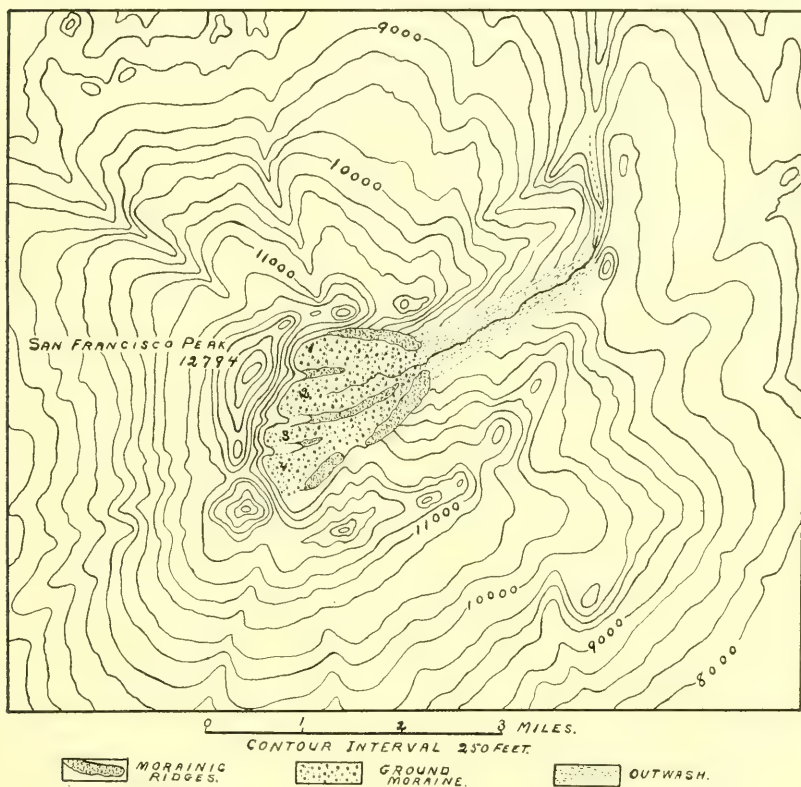 9000
10000
11000
SAN FRANCISCO PEAK
12794
1
2
3
4
11000
10000
9000
8000
0 1 2 3 MILES.
CONTOUR INTERVAL 250 FEET.
MORAINIC
RIDGES.
GROUND
MORAINE.
OUTWASH.